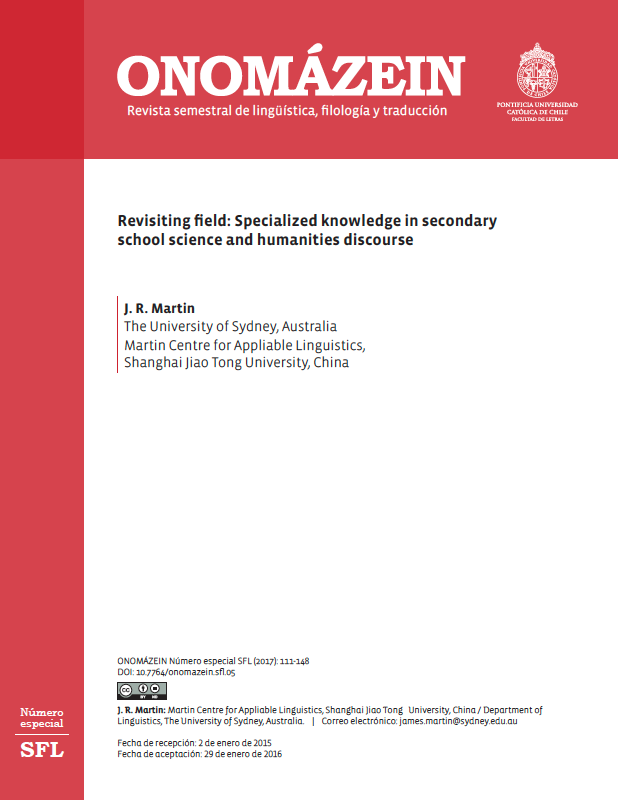 ONOMÁZEIN
Revista semestral de lingüística, filología y traducción
PONTIFICIA UNIVERSIDAD
CATÓLICA DE CHILE
FACULTAD DE LETRAS
Revisiting field: Specialized knowledge in secondary
school science and humanities discourse
J. R. Martin
The University of Sydney, Australia
Martin Centre for Appliable Linguistics,
Shanghai Jiao Tong University, China
ONOMÁZEIN Número especial SFL (2017): 111-148
DOI: 10.7764/onomazein.sfl.05
cc BY ND
J. R. Martin: Martin Centre for Appliable Linguistics, Shanghai Jiao Tong University, China / Department of
Linguistics, The University of Sydney, Australia. | Correo electrónico: james.martin@sydney.edu.au
Fecha de recepción: 2 de enero de 2015
Fecha de aceptación: 29 de enero de 2016
Número
especial
SFL